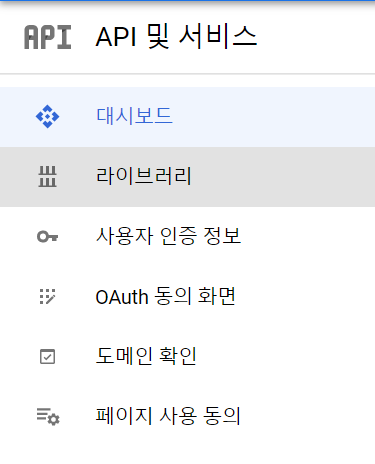 API API 및 서비스
대시보드
라이브러리
사용자 인증 정보
OAuth 동의 화면
도메인 확인
페이지 사용 동의